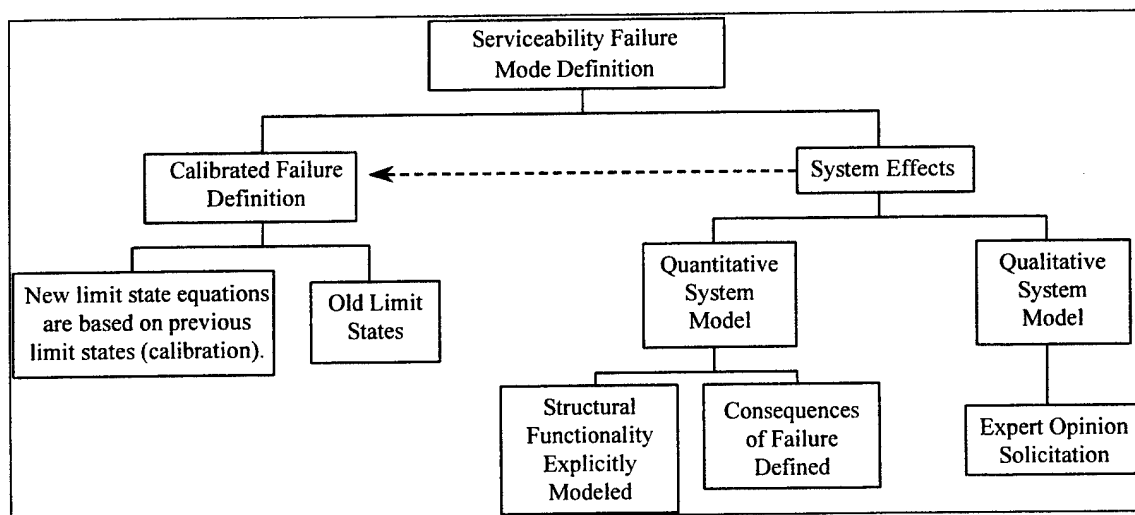 Serviceability Failure
Mode Definition
Calibrated Failure
Definition
System Effects
New limit state equations
are based on previous
limit states (calibration).
Old Limit
States
Quantitative
System
Model
Qualitative
System
Model
Structural
Functionality
Explicitly
Modeled
Consequences
of Failure
Defined
Expert Opinion
Solicitation